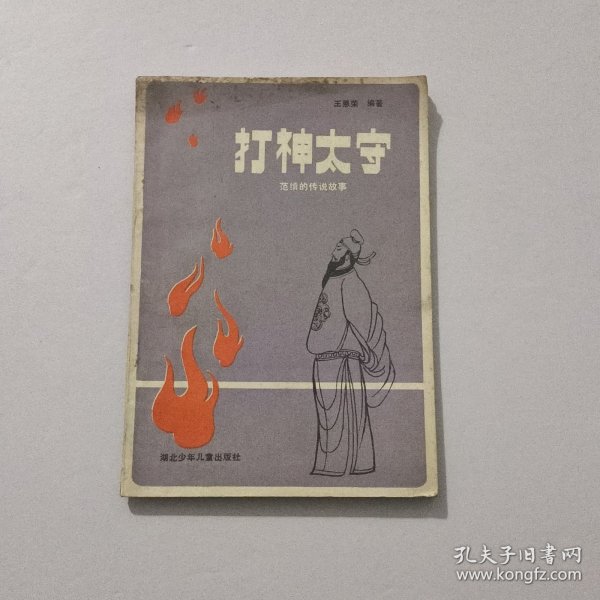 王恩荣 编著
打神太守
范缜的传说故事
湖北少年儿童出版社
孔夫子旧书网
www.kongfz.com